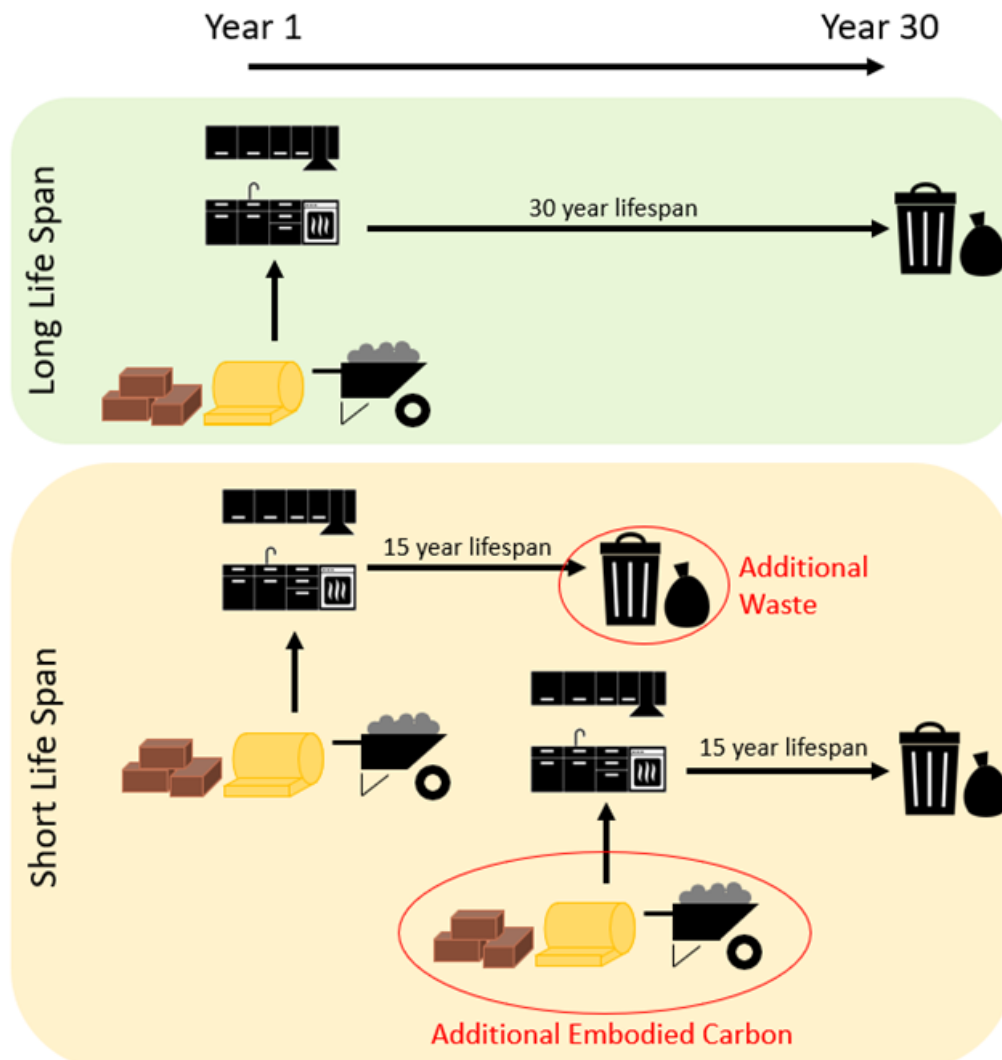 Year 1
Year 30
Long Life Span
30 year lifespan
Short Life Span
15 year lifespan
Additional
Waste
15 year lifespan
Additional Embodied Carbon